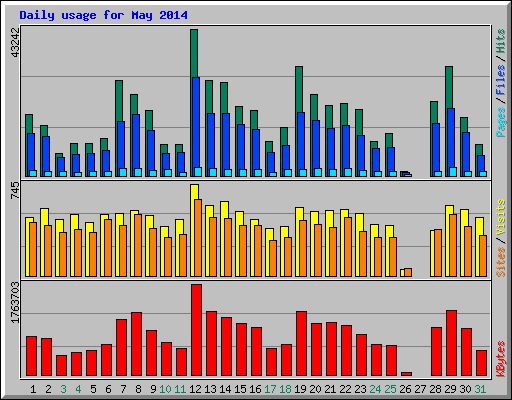 Daily usage for May 2014
43242
Pages / Files / Hits
745
Sites / Visits
1763703
KBytes
1 2 3 4 5 6 7 8 9 10 11 12 13 14 15 16 17 18 19 20 21 22 23 24 25 26 27 28 29 30 31